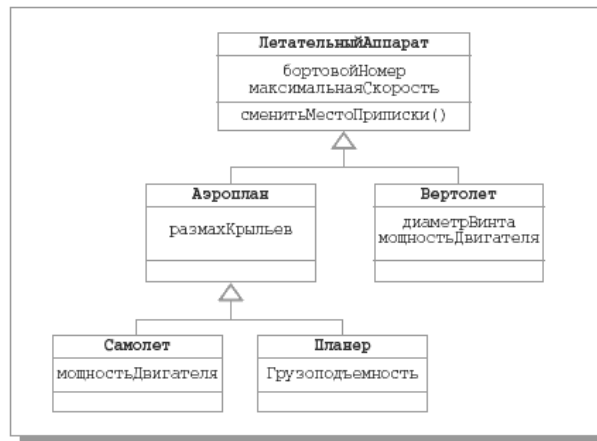 ЛетательныйАппарат
бортовойНомер
максимальнаяСкорость
сменитьМестоПриписки()
Аэроплан
размахКрыльев
Вертолет
диаметрВинта
мощностьДвигателя
Самолет
мощностьДвигателя
Планер
Грузоподъемность